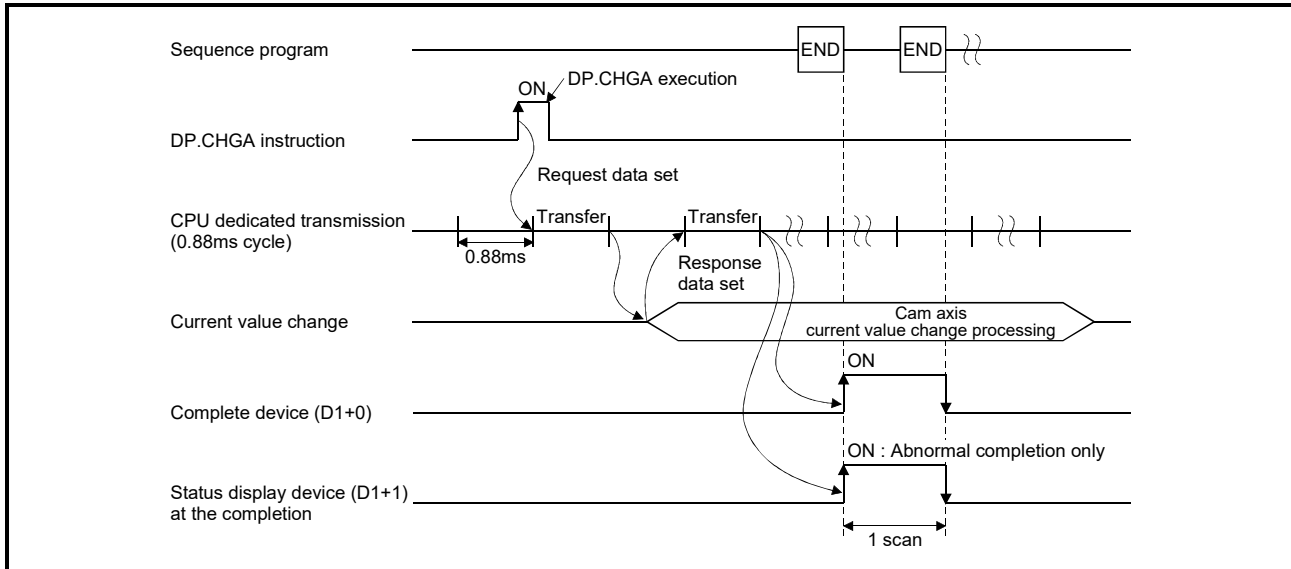 Sequence program
END
END
ON
DP.CHGA execution
DP.CHGA instruction
Request data set
CPU dedicated transmission
(0.88ms cycle)
Transfer
Transfer
0.88ms
Response
data set
Current value change
Cam axis
current value change processing
ON
Complete device (D1+0)
ON : Abnormal completion only
Status display device (D1+1)
at the completion
1 scan